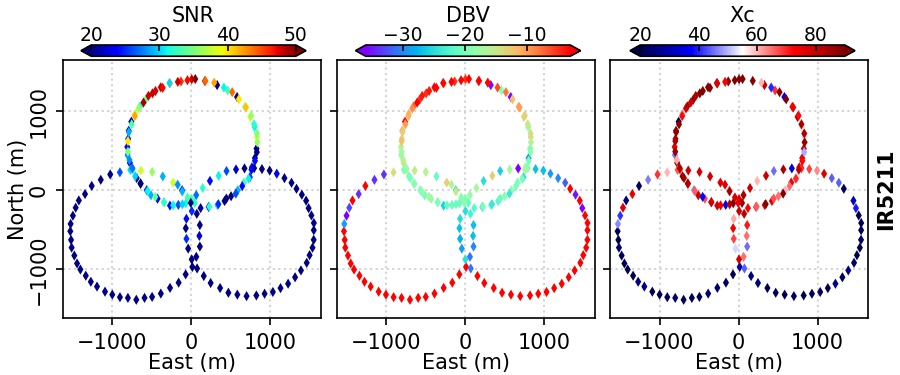 SNR
20 30 40 50
DBV
−30 −20 −10
Xc
20 40 60 80
North (m)
1000
0
−1000
−1000 0 1000
East (m)
−1000 0 1000
East (m)
−1000 0 1000
East (m)
IR5211